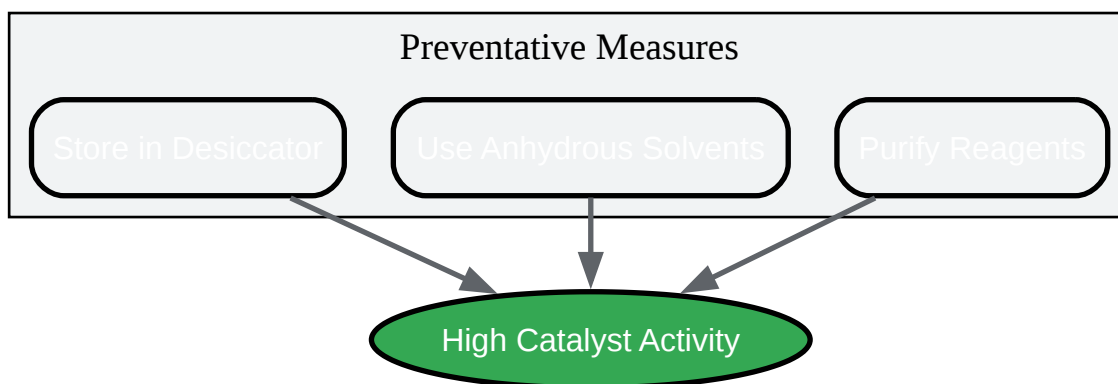 Preventative Measures
Store in Desiccator
Use Anhydrous Solvents
Purify Reagents
High Catalyst Activity